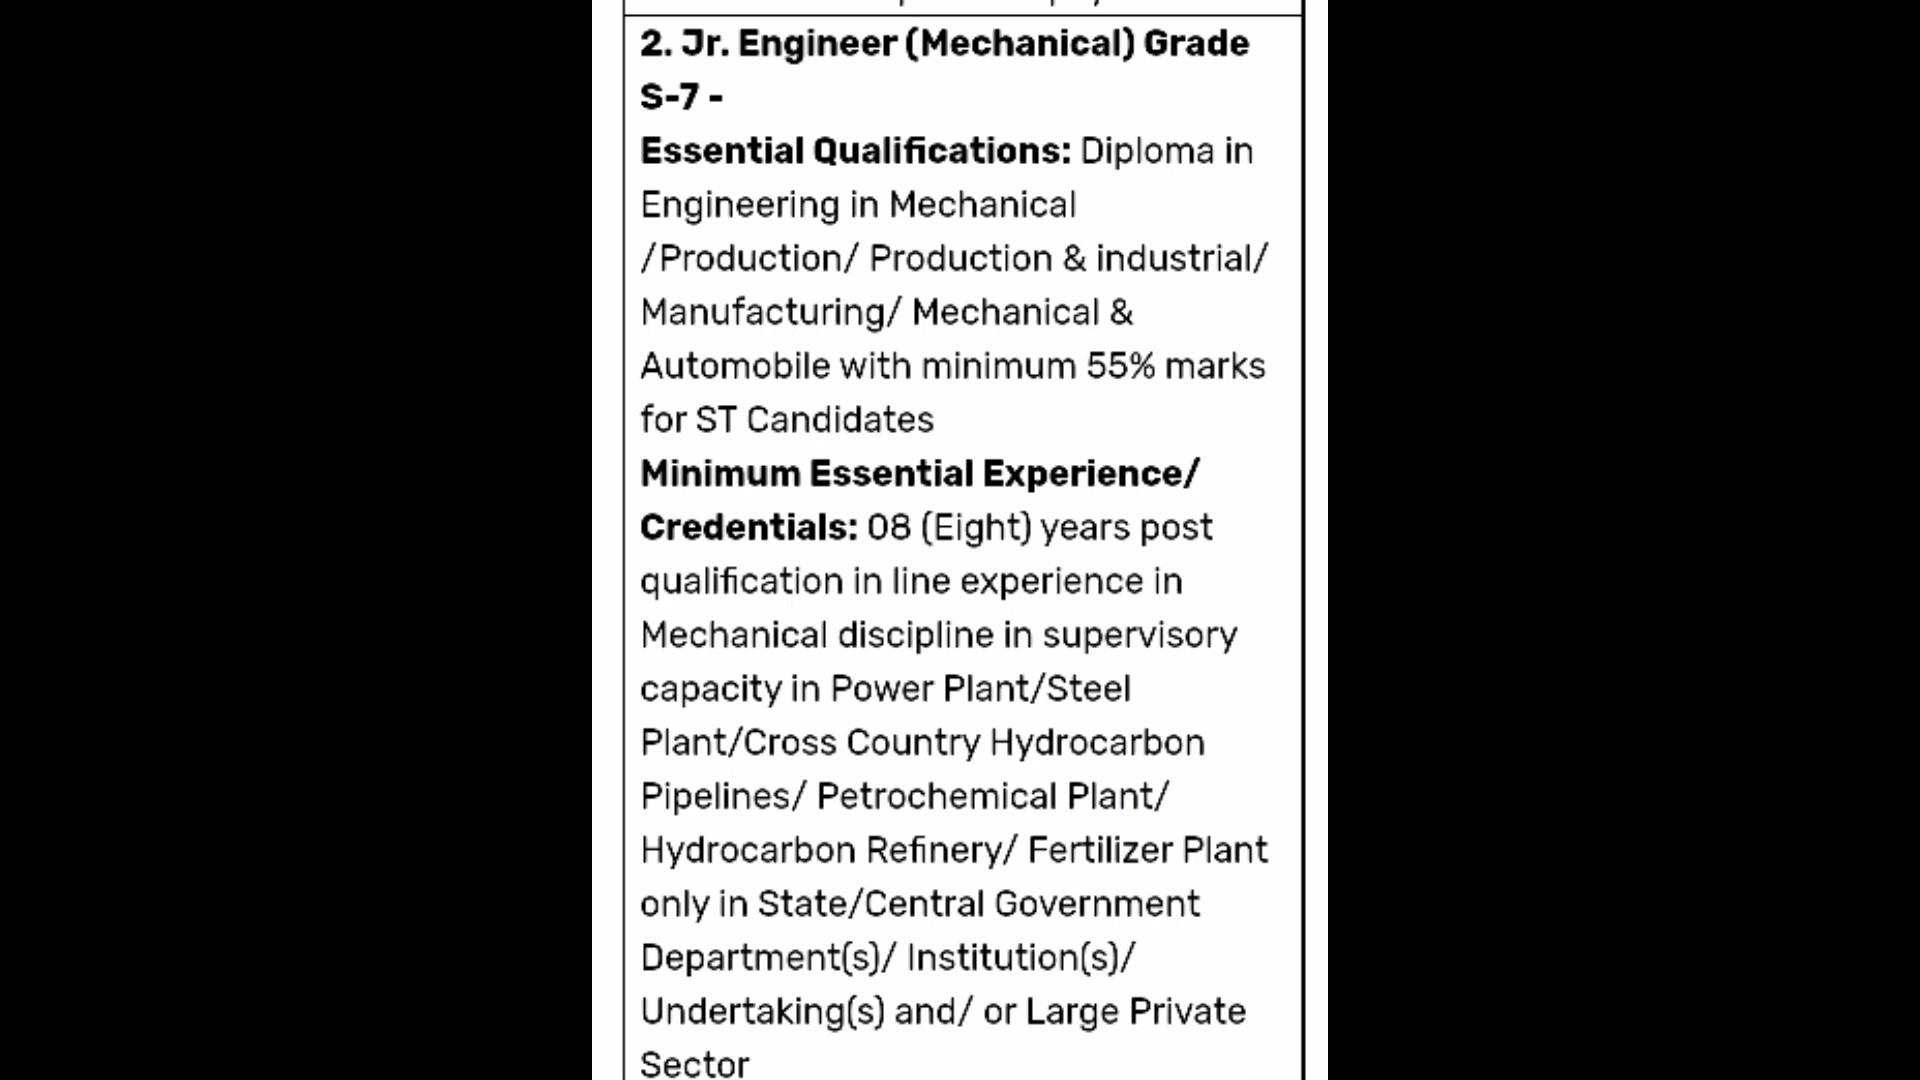 2. Jr. Engineer (Mechanical) Grade
S-7 -
Essential Qualifications: Diploma in
Engineering in Mechanical
/Production/ Production & industrial/
Manufacturing/ Mechanical &
Automobile with minimum 55% marks
for ST Candidates
Minimum Essential Experience/
Credentials: 08 (Eight) years post
qualification in line experience in
Mechanical discipline in supervisory
capacity in Power Plant/Steel
Plant/Cross Country Hydrocarbon
Pipelines/ Petrochemical Plant/
Hydrocarbon Refinery/ Fertilizer Plant
only in State/Central Government
Department(s)/ Institution(s)/
Undertaking(s) and/ or Large Private
Sector